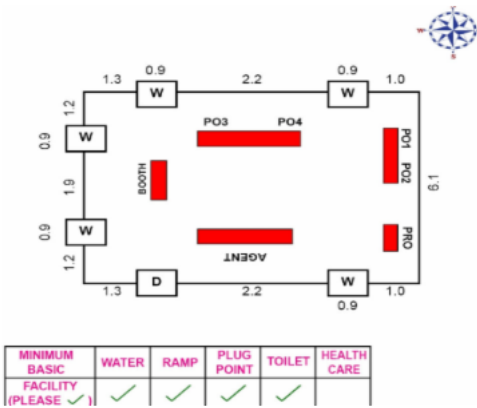 W
S
1.3 0.9 2.2 0.9 1.0
W W
1.2
PO3 PO4
0.9 W
PO1 PO2
BOOTH
1.9
6.1
0.9 W
PRO
AGENT
1.2
D W
1.3 2.2 0.9 1.0
MINIMUM BASIC WATER RAMP PLUG POINT TOILET HEALTH CARE
FACILITY (PLEASE ✓) ✓ ✓ ✓ ✓